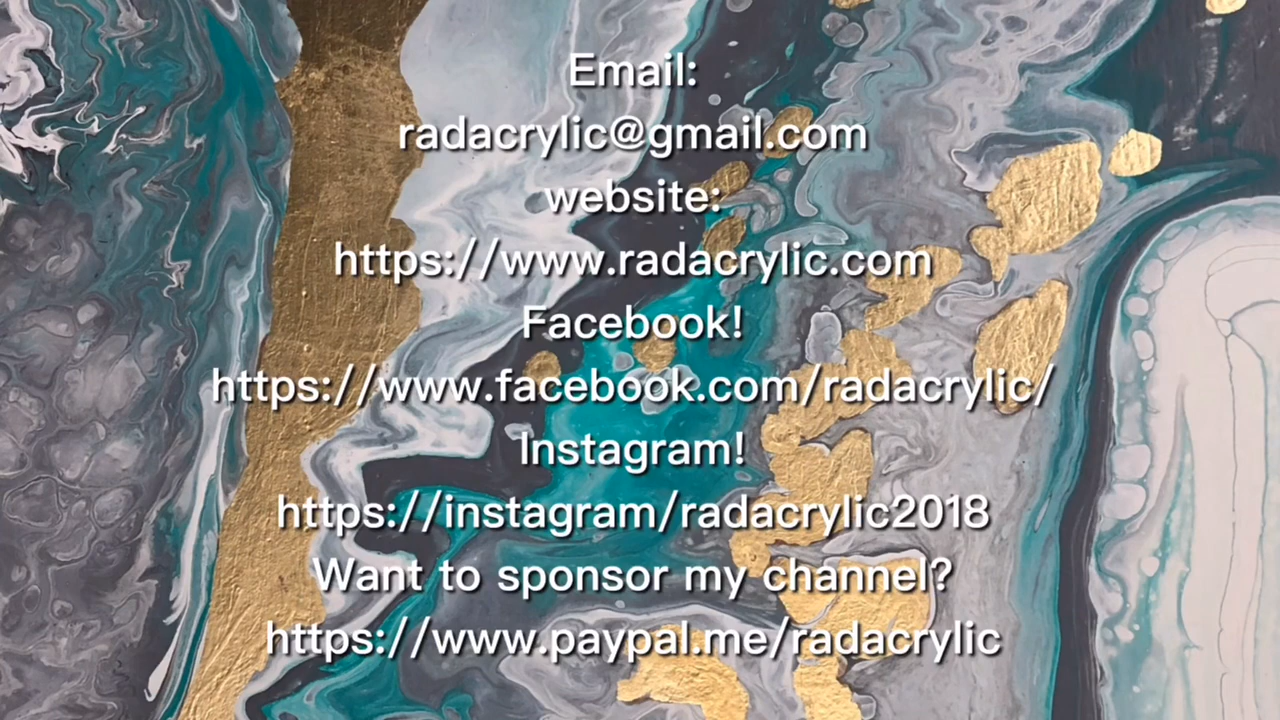 Email:
radacrylic@gmail.com
website:
https://www.radacrylic.com
Facebook!
https://www.facebook.com/radacrylic/
Instagram!
https://instagram/radacrylic2018
Want to sponsor my channel?
https://www.paypal.me/radacrylic